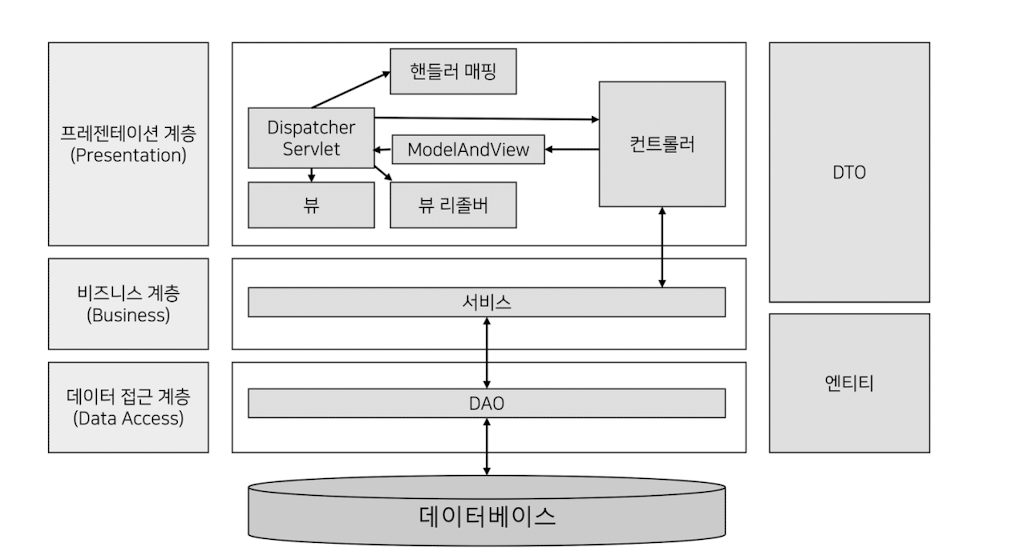 프레젠테이션 계층
(Presentation)
핸들러 매핑
Dispatcher
Servlet
ModelAndView
컨트롤러
뷰
뷰 리졸버
DTO
비즈니스 계층
(Business)
서비스
엔티티
데이터 접근 계층
(Data Access)
DAO
데이터베이스